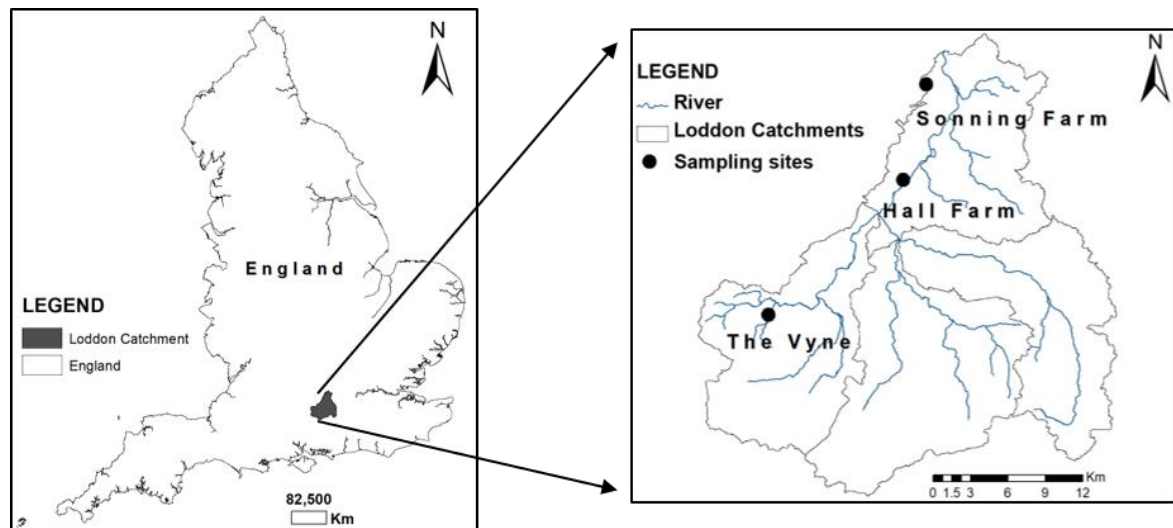 N
England
LEGEND
Loddon Catchment
England
82,500
Km
N
LEGEND
River
Loddon Catchments
Sampling sites
Sonning Farm
Hall Farm
The Vyne
Km
0 1.5 3 6 9 12